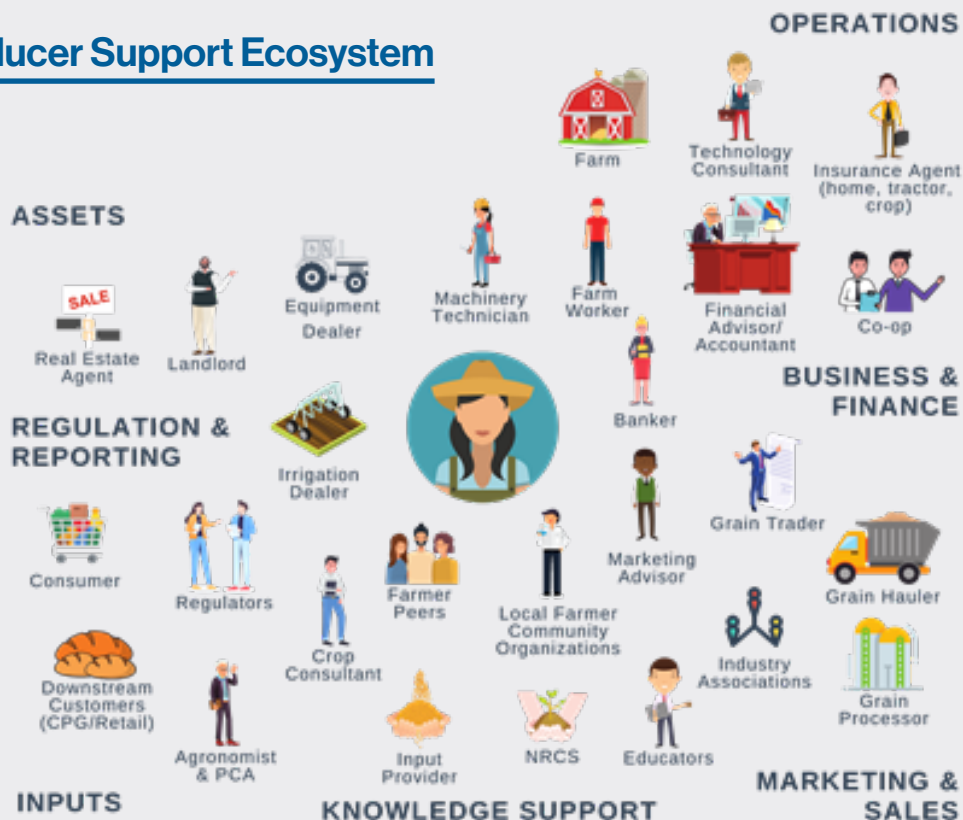 ducer Support Ecosystem
OPERATIONS
Farm
Technology
Consultant
Insurance Agent
(home, tractor,
crop)
ASSETS
SALE
Real Estate
Agent
Landlord
Equipment
Dealer
Machinery
Technician
Farm
Worker
Financial
Advisor/
Accountant
Co-op
Banker
BUSINESS &
FINANCE
REGULATION &
REPORTING
Irrigation
Dealer
Consumer
Regulators
Crop
Consultant
Farmer
Peers
Local Farmer
Community
Organizations
Marketing
Advisor
Grain Trader
Grain Hauler
Downstream
Customers
(CPG/Retail)
Agronomist
& PCA
Input
Provider
NRCS
Educators
Industry
Associations
Grain
Processor
INPUTS
KNOWLEDGE SUPPORT
MARKETING &
SALES